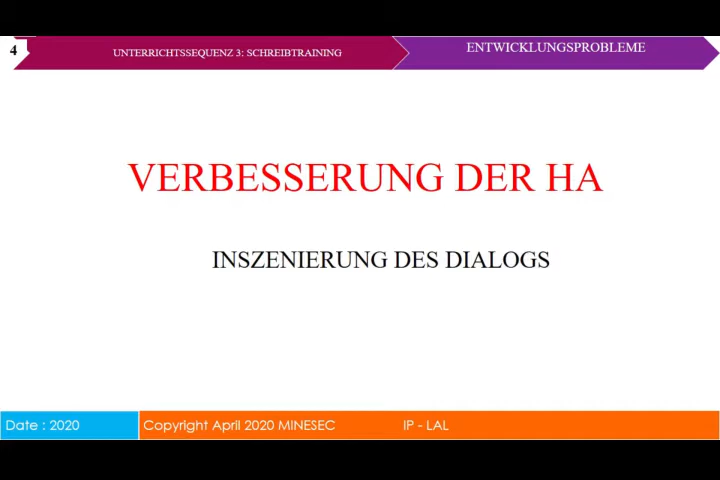 4
UNTERRICHTSSEQUENZ 3: SCHREIBTRAINING
ENTWICKLUNGSPROBLEME
VERBESSERUNG DER HA
INSZENIERUNG DES DIALOGS
Date : 2020
Copyright April 2020 MINESEC
IP - LAL